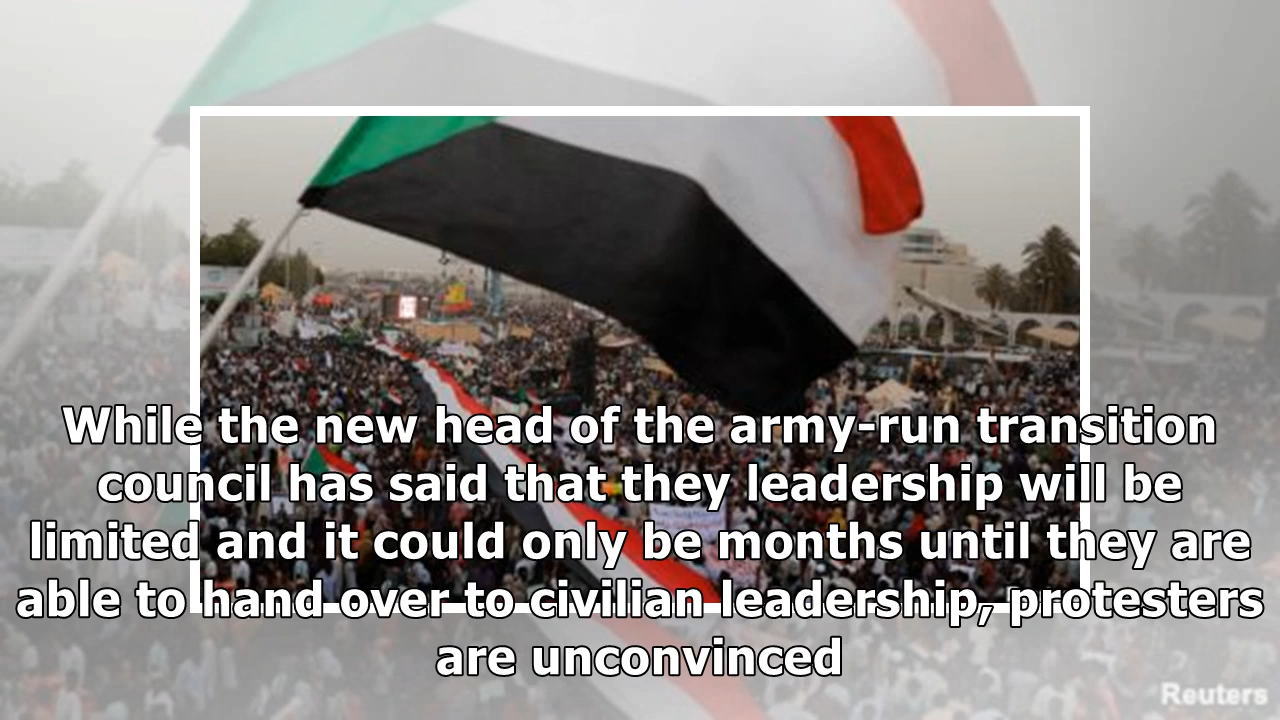 While the new head of the army-run transition
council has said that they leadership will be
limited and it could only be months until they are
able to hand over to civilian leadership, protesters
are unconvinced
Reuters